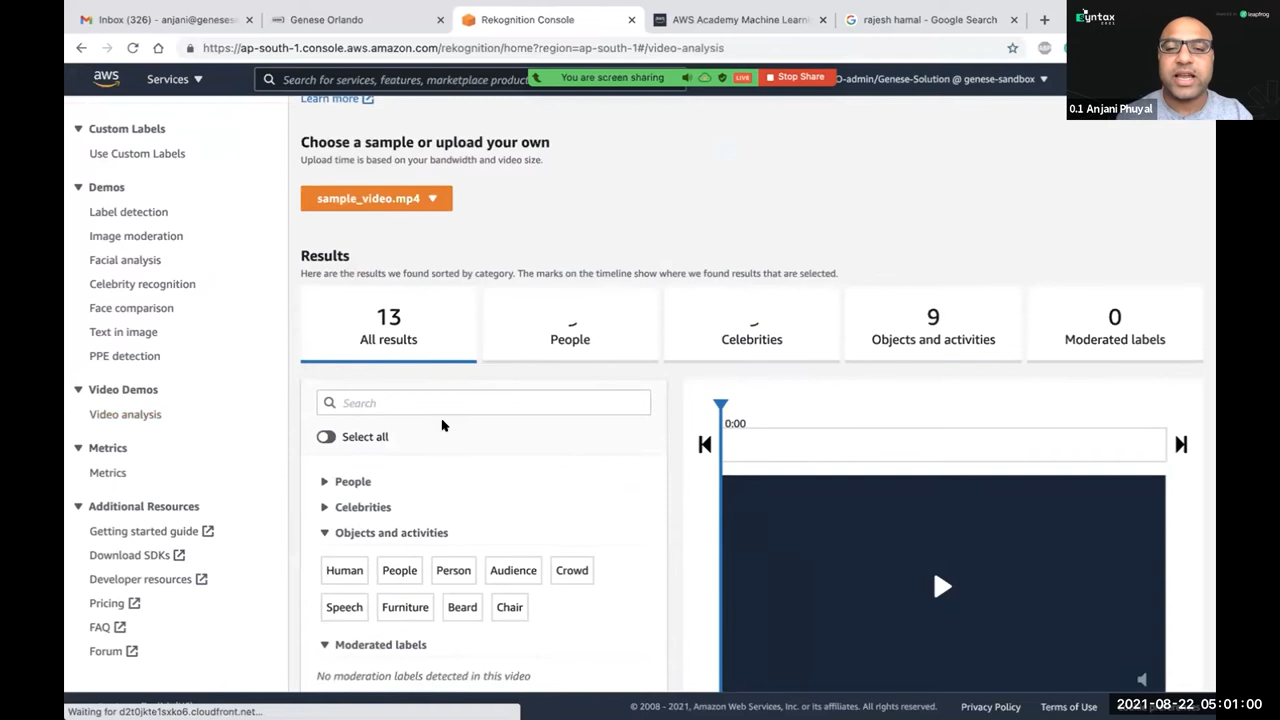 Inbox (326) - anjani@genesesol
Genese Orlando
Rekognition Console
AWS Academy Machine Learni
rajesh hamal - Google Search
https://ap-south-1.console.aws.amazon.com/rekognition/home?region=ap-south-1#/video-analysis
aws
Services
Search for services, features, marketplace produc
You are screen sharing
LIVE
Stop Share
O-admin/Genese-Solution @ genese-sandbox
Syntax
leapfrog
0.1 Anjani Phuyal
Custom Labels
Use Custom Labels
Demos
Label detection
Image moderation
Facial analysis
Celebrity recognition
Face comparison
Text in image
PPE detection
Video Demos
Video analysis
Metrics
Metrics
Additional Resources
Getting started guide
Download SDKs
Developer resources
Pricing
FAQ
Forum
Learn more
Choose a sample or upload your own
Upload time is based on your bandwidth and video size.
sample_video.mp4
Results
Here are the results we found sorted by category. The marks on the timeline show where we found results that are selected.
13
All results
People
Celebrities
9
Objects and activities
0
Moderated labels
Search
Select all
People
Celebrities
Objects and activities
Human People Person Audience Crowd
Speech Furniture Beard Chair
Moderated labels
No moderation labels detected in this video
0:00
Waiting for d2t0jkte1sxko6.cloudfront.net...
© 2008 - 2021, Amazon Web Services, Inc. or its affiliates. All rights reserved.
Privacy Policy
Terms of Use
2021-08-22 05:01:00